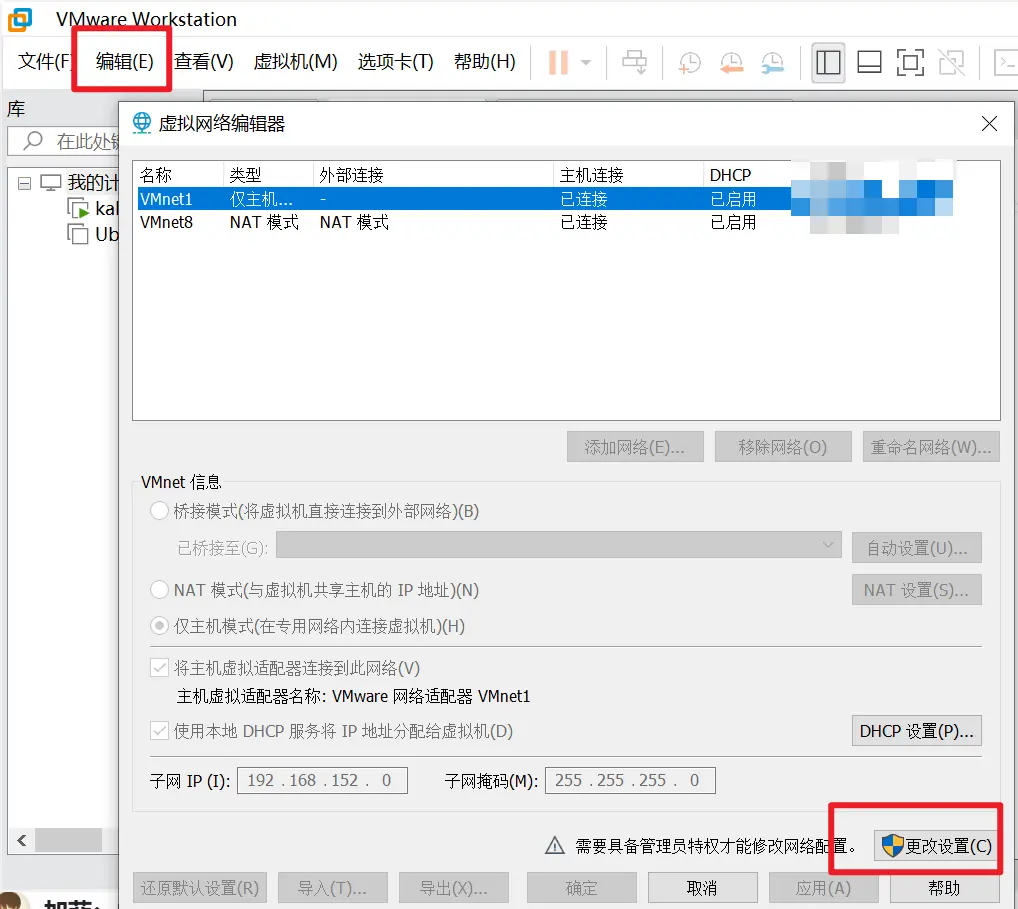 VMware Workstation
文件(F 编辑(E) 查看(V) 虚拟机(M) 选项卡(T) 帮助(H)
库
虚拟网络编辑器
在此处键
我的计
kal
Ub
名称 类型 外部连接 主机连接 DHCP
VMnet1 仅主机... - 已连接 已启用
VMnet8 NAT 模式 NAT 模式 已连接 已启用
添加网络(E)... 移除网络(O) 重命名网络(W)...
VMnet 信息
桥接模式(将虚拟机直接连接到外部网络)(B)
已桥接至(G): 自动设置(U)...
NAT 模式(与虚拟机共享主机的 IP 地址)(N) NAT 设置(S)...
仅主机模式(在专用网络内连接虚拟机)(H)
将主机虚拟适配器连接到此网络(V)
主机虚拟适配器名称: VMware 网络适配器 VMnet1
使用本地 DHCP 服务将 IP 地址分配给虚拟机(D) DHCP 设置(P)...
子网 IP (I): 192 . 168 . 152 . 0 子网掩码(M): 255 . 255 . 255 . 0
需要具备管理员特权才能修改网络配置。 更改设置(C)
还原默认设置(R) 导入(T)... 导出(X)... 确定 取消 应用(A) 帮助